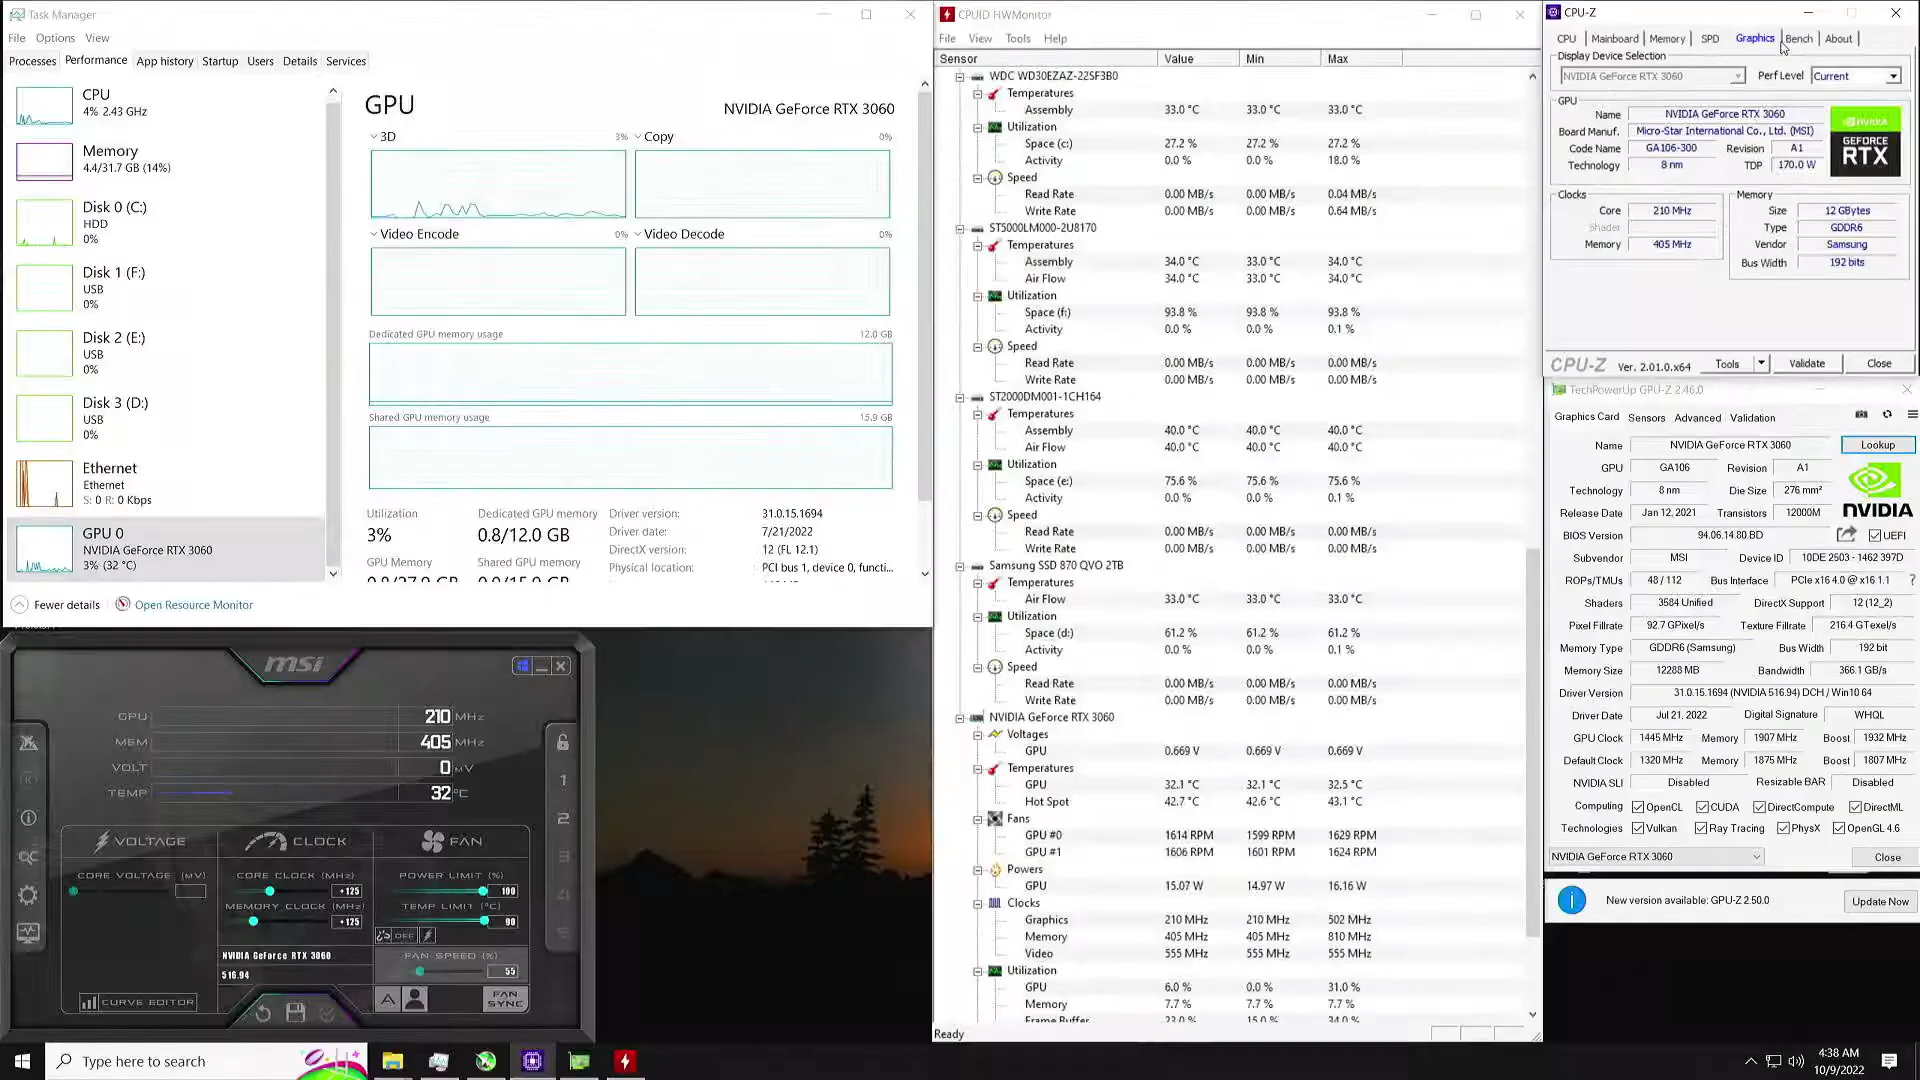 Task Manager
File Options View
Processes Performance App history Startup Users Details Services
CPU
4% 2.43 GHz
Memory
4.4/31.7 GB (14%)
Disk 0 (C:)
HDD
0%
Disk 1 (F:)
USB
0%
Disk 2 (E:)
USB
0%
Disk 3 (D:)
USB
0%
Ethernet
Ethernet
S: 0 R: 0 Kbps
GPU 0
NVIDIA GeForce RTX 3060
3% (32 °C)
GPU NVIDIA GeForce RTX 3060
3D 3% Copy 0%
Video Encode 0% Video Decode 0%
Dedicated GPU memory usage 12.0 GB
Shared GPU memory usage 15.9 GB
Utilization
3%
Dedicated GPU memory
0.8/12.0 GB
GPU Memory
Shared GPU memory
Driver version: 31.0.15.1694
Driver date: 7/21/2022
DirectX version: 12 (FL 12.1)
Physical location: PCI bus 1, device 0, functi...
Fewer details Open Resource Monitor
msi
GPU 210 MHz
MEM 405 MHz
VOLT 0 MV
TEMP 32 °C
VOLTAGE CLOCK FAN
CORE VOLTAGE (MV)
CORE CLOCK (MHz)
+125
MEMORY CLOCK (MHz)
+125
POWER LIMIT (%)
100
TEMP LIMIT (°C)
90
OFF
FAN SPEED (%)
55
NVIDIA GeForce RTX 3060
516.94
CURVE EDITOR
A
FAN SYNC
1
2
3
4
5
CPUID HWMonitor
File View Tools Help
Sensor Value Min Max
WDC WD30EZAZ-22SF3B0
Temperatures
Assembly 33.0 °C 33.0 °C 33.0 °C
Utilization
Space (c:) 27.2 % 27.2 % 27.2 %
Activity 0.0 % 0.0 % 18.0 %
Speed
Read Rate 0.00 MB/s 0.00 MB/s 0.04 MB/s
Write Rate 0.00 MB/s 0.00 MB/s 0.64 MB/s
ST5000LM000-2U8170
Temperatures
Assembly 34.0 °C 33.0 °C 34.0 °C
Air Flow 34.0 °C 33.0 °C 34.0 °C
Utilization
Space (f:) 93.8 % 93.8 % 93.8 %
Activity 0.0 % 0.0 % 0.1 %
Speed
Read Rate 0.00 MB/s 0.00 MB/s 0.00 MB/s
Write Rate 0.00 MB/s 0.00 MB/s 0.00 MB/s
ST2000DM001-1CH164
Temperatures
Assembly 40.0 °C 40.0 °C 40.0 °C
Air Flow 40.0 °C 40.0 °C 40.0 °C
Utilization
Space (e:) 75.6 % 75.6 % 75.6 %
Activity 0.0 % 0.0 % 0.1 %
Speed
Read Rate 0.00 MB/s 0.00 MB/s 0.00 MB/s
Write Rate 0.00 MB/s 0.00 MB/s 0.00 MB/s
Samsung SSD 870 QVO 2TB
Temperatures
Air Flow 33.0 °C 33.0 °C 33.0 °C
Utilization
Space (d:) 61.2 % 61.2 % 61.2 %
Activity 0.0 % 0.0 % 0.1 %
Speed
Read Rate 0.00 MB/s 0.00 MB/s 0.00 MB/s
Write Rate 0.00 MB/s 0.00 MB/s 0.00 MB/s
NVIDIA GeForce RTX 3060
Voltages
GPU 0.669 V 0.669 V 0.669 V
Temperatures
GPU 32.1 °C 32.1 °C 32.5 °C
Hot Spot 42.7 °C 42.6 °C 43.1 °C
Fans
GPU #0 1614 RPM 1599 RPM 1629 RPM
GPU #1 1606 RPM 1601 RPM 1624 RPM
Powers
GPU 15.07 W 14.97 W 16.16 W
Clocks
Graphics 210 MHz 210 MHz 502 MHz
Memory 405 MHz 405 MHz 810 MHz
Video 555 MHz 555 MHz 555 MHz
Utilization
GPU 6.0 % 0.0 % 31.0 %
Memory 7.7 % 7.7 % 7.7 %
Frame Buffer 23.0 % 15.0 % 34.0 %
Ready
CPU-Z
CPU Mainboard Memory SPD Graphics Bench About
Display Device Selection
NVIDIA GeForce RTX 3060 Perf Level Current
GPU
Name NVIDIA GeForce RTX 3060
Board Manuf. Micro-Star International Co., Ltd. (MSI)
Code Name GA106-300 Revision A1
Technology 8 nm TDP 170.0 W
NVIDIA
GEFORCE
RTX
Clocks
Core 210 MHz
Shader
Memory 405 MHz
Memory
Size 12 GBytes
Type GDDR6
Vendor Samsung
Bus Width 192 bits
CPU-Z Ver. 2.01.0.x64 Tools Validate Close
TechPowerUp GPU-Z 2.46.0
Graphics Card Sensors Advanced Validation
Name NVIDIA GeForce RTX 3060 Lookup
GPU GA106 Revision A1
Technology 8 nm Die Size 276 mm²
Release Date Jan 12, 2021 Transistors 12000M
NVIDIA
BIOS Version 94.06.14.80.BD UEFI
Subvendor MSI Device ID 10DE 2503 - 1462 397D
ROPs/TMUs 48 / 112 Bus Interface PCIe x16 4.0 @ x16 1.1 ?
Shaders 3584 Unified DirectX Support 12 (12_2)
Pixel Fillrate 92.7 GPixel/s Texture Fillrate 216.4 GTexel/s
Memory Type GDDR6 (Samsung) Bus Width 192 bit
Memory Size 12288 MB Bandwidth 366.1 GB/s
Driver Version 31.0.15.1694 (NVIDIA 516.94) DCH / Win10 64
Driver Date Jul 21, 2022 Digital Signature WHQL
GPU Clock 1445 MHz Memory 1907 MHz Boost 1932 MHz
Default Clock 1320 MHz Memory 1875 MHz Boost 1807 MHz
NVIDIA SLI Disabled Resizable BAR Disabled
Computing OpenCL CUDA DirectCompute DirectML
Technologies Vulkan Ray Tracing PhysX OpenGL 4.6
NVIDIA GeForce RTX 3060 Close
New version available: GPU-Z 2.50.0 Update Now
Type here to search
4:38 AM
10/9/2022